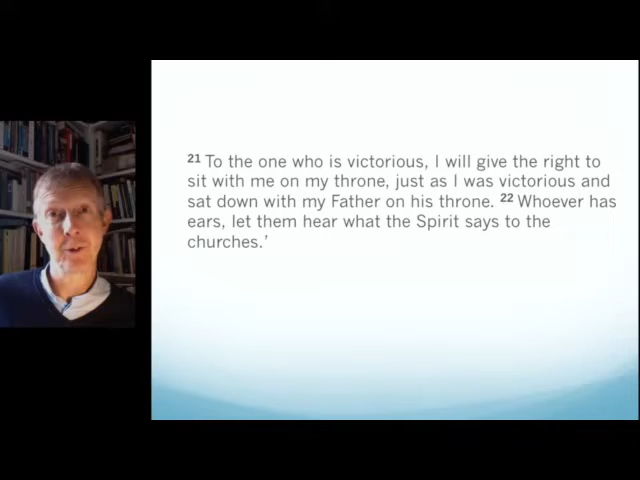 21 To the one who is victorious, I will give the right to
sit with me on my throne, just as I was victorious and
sat down with my Father on his throne. 22 Whoever has
ears, let them hear what the Spirit says to the
churches.’